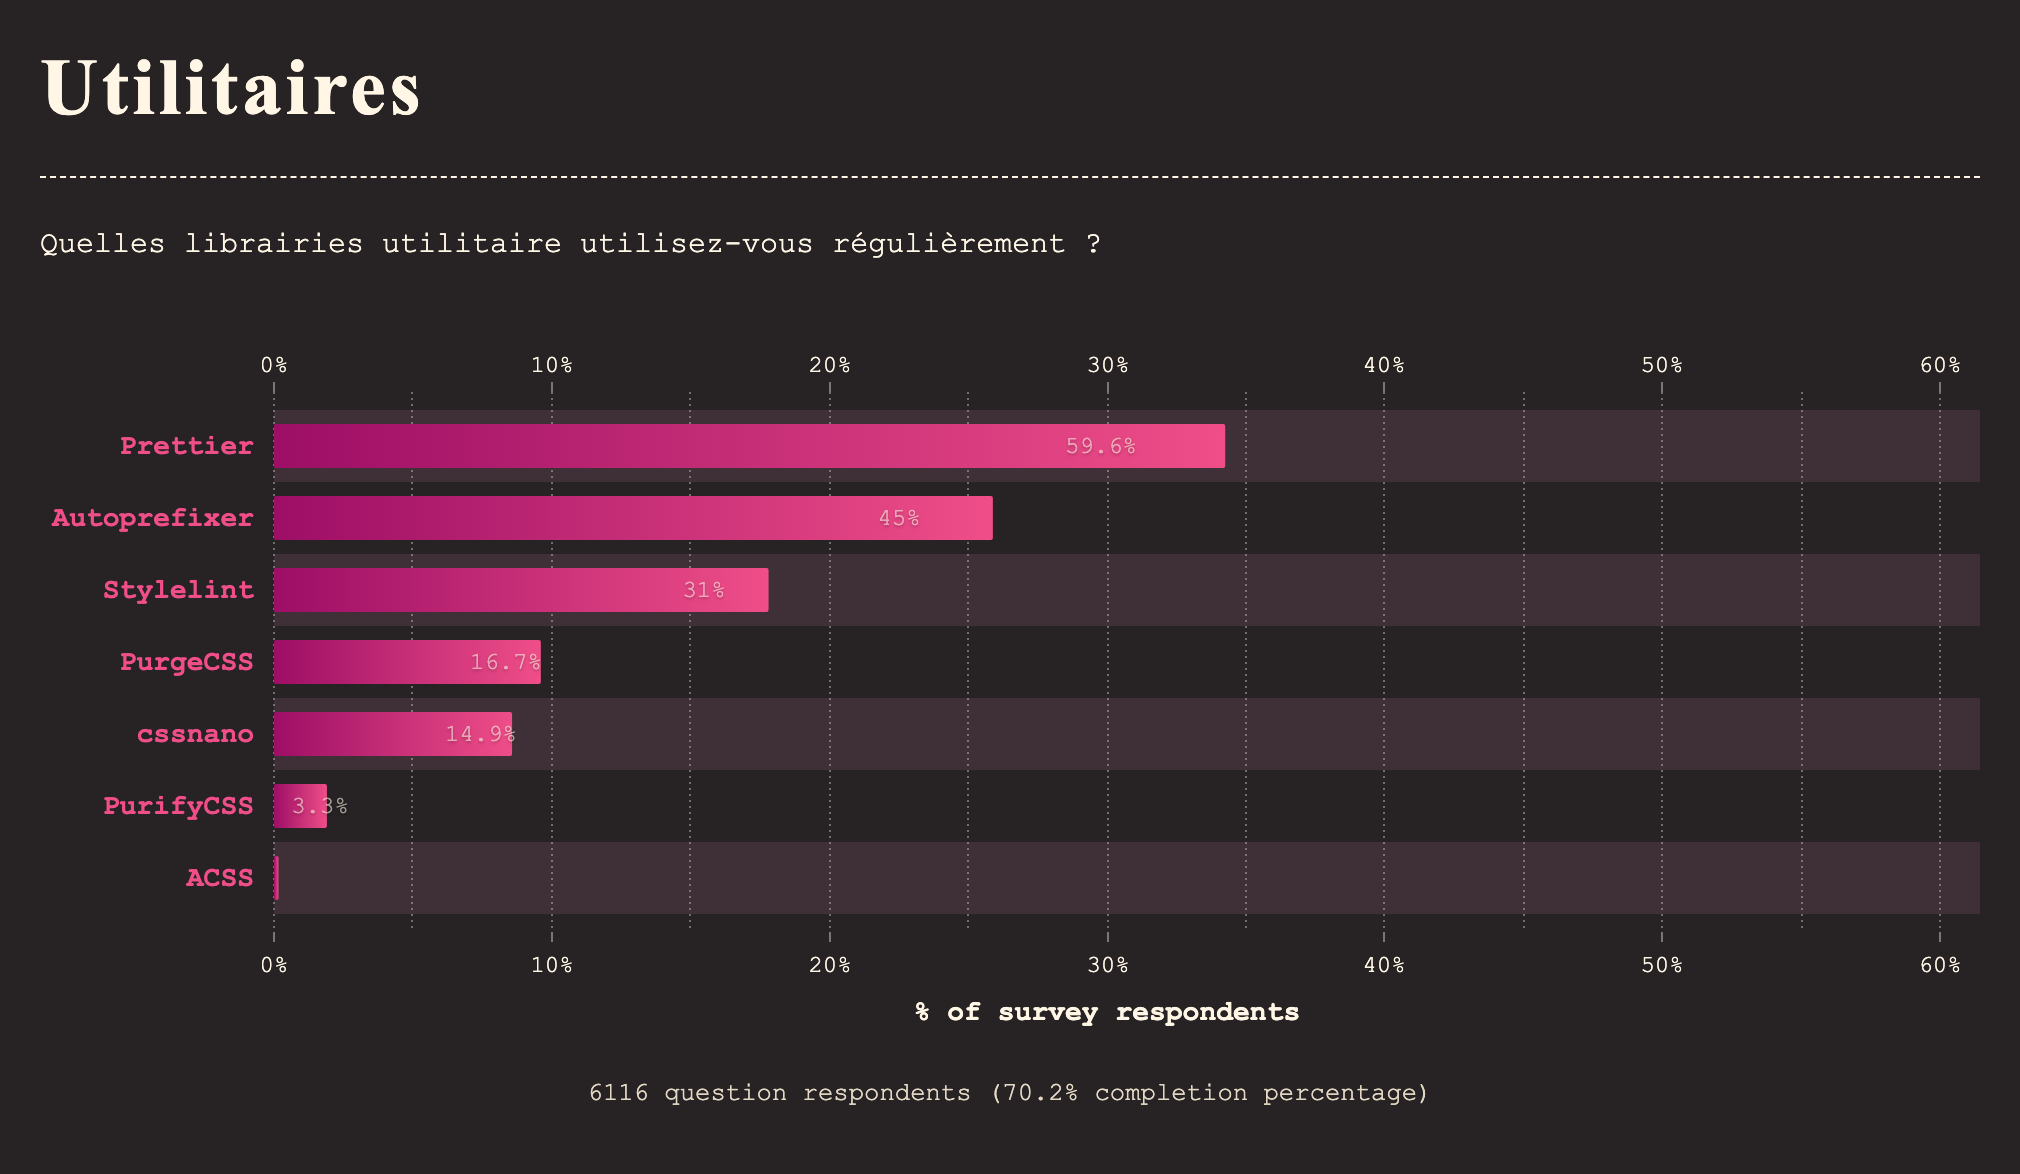 Utilitaires
Quelles librairies utilitaire utilisez-vous régulièrement ?
0% 10% 20% 30% 40% 50% 60%
Prettier 59.6%
Autoprefixer 45%
Stylelint 31%
PurgeCSS 16.7%
cssnano 14.9%
PurifyCSS 3.3%
ACSS
0% 10% 20% 30% 40% 50% 60%
% of survey respondents
6116 question respondents (70.2% completion percentage)